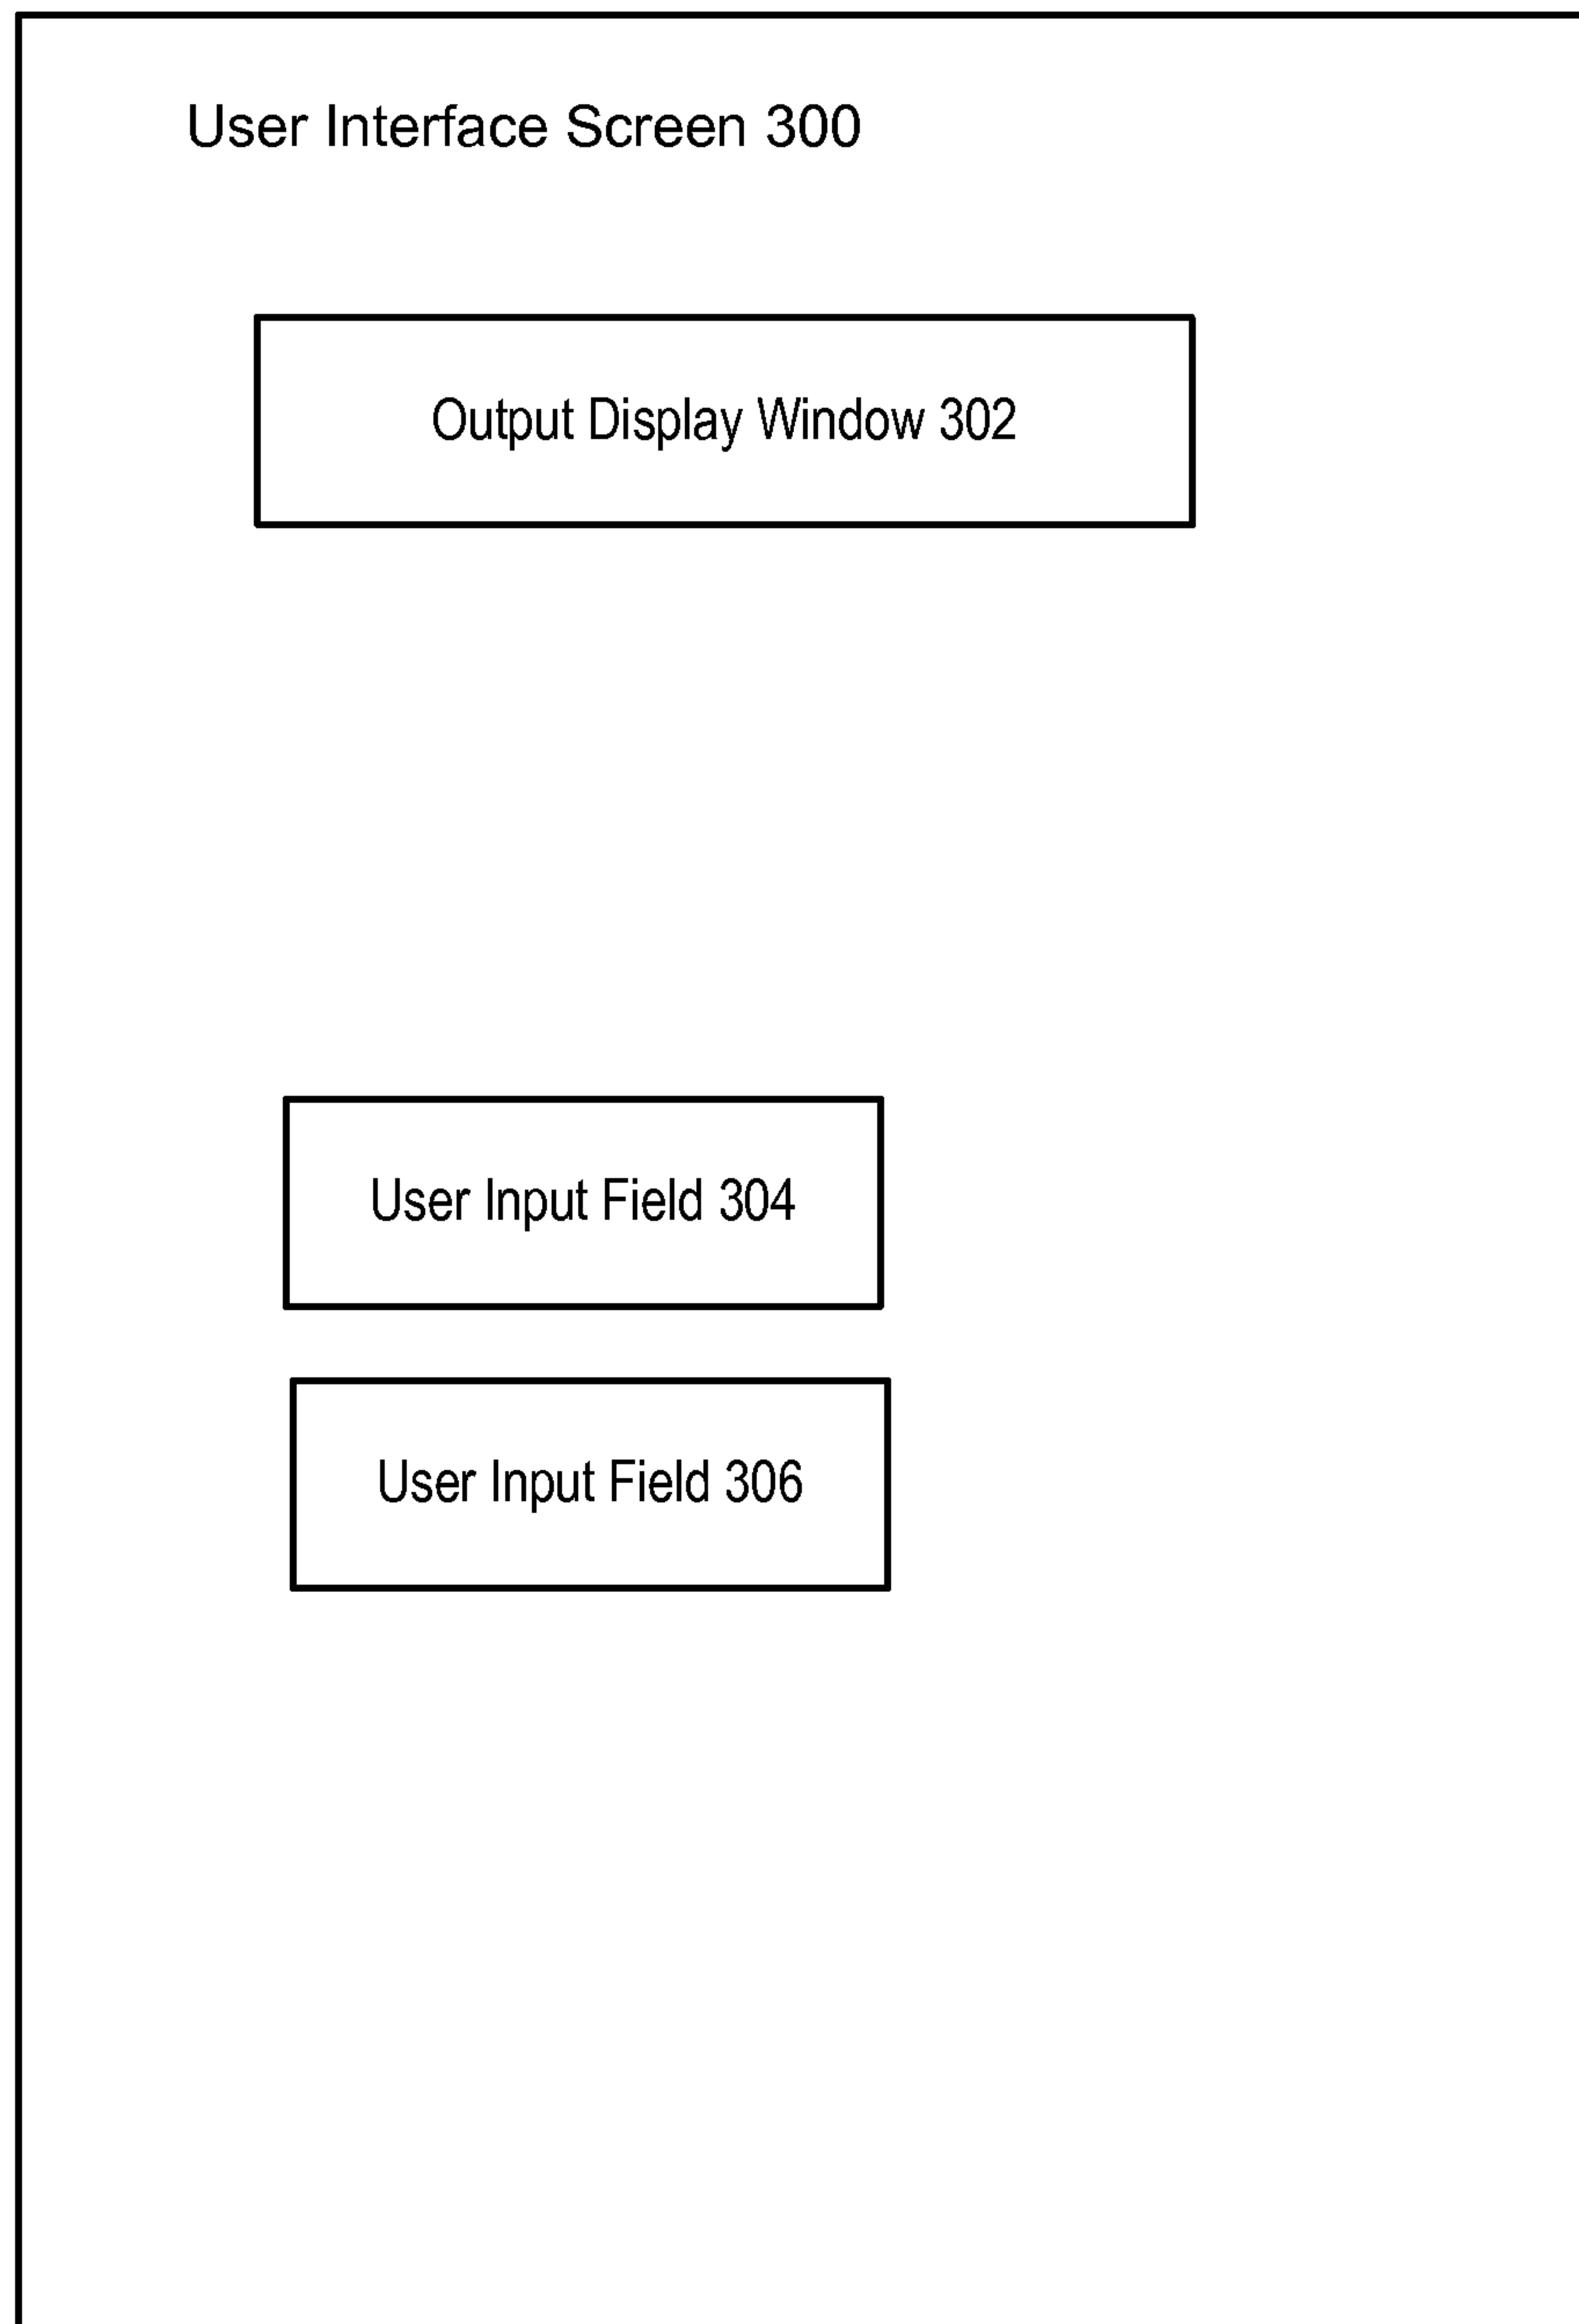 User Interface Screen 300
Output Display Window 302
User Input Field 304
User Input Field 306